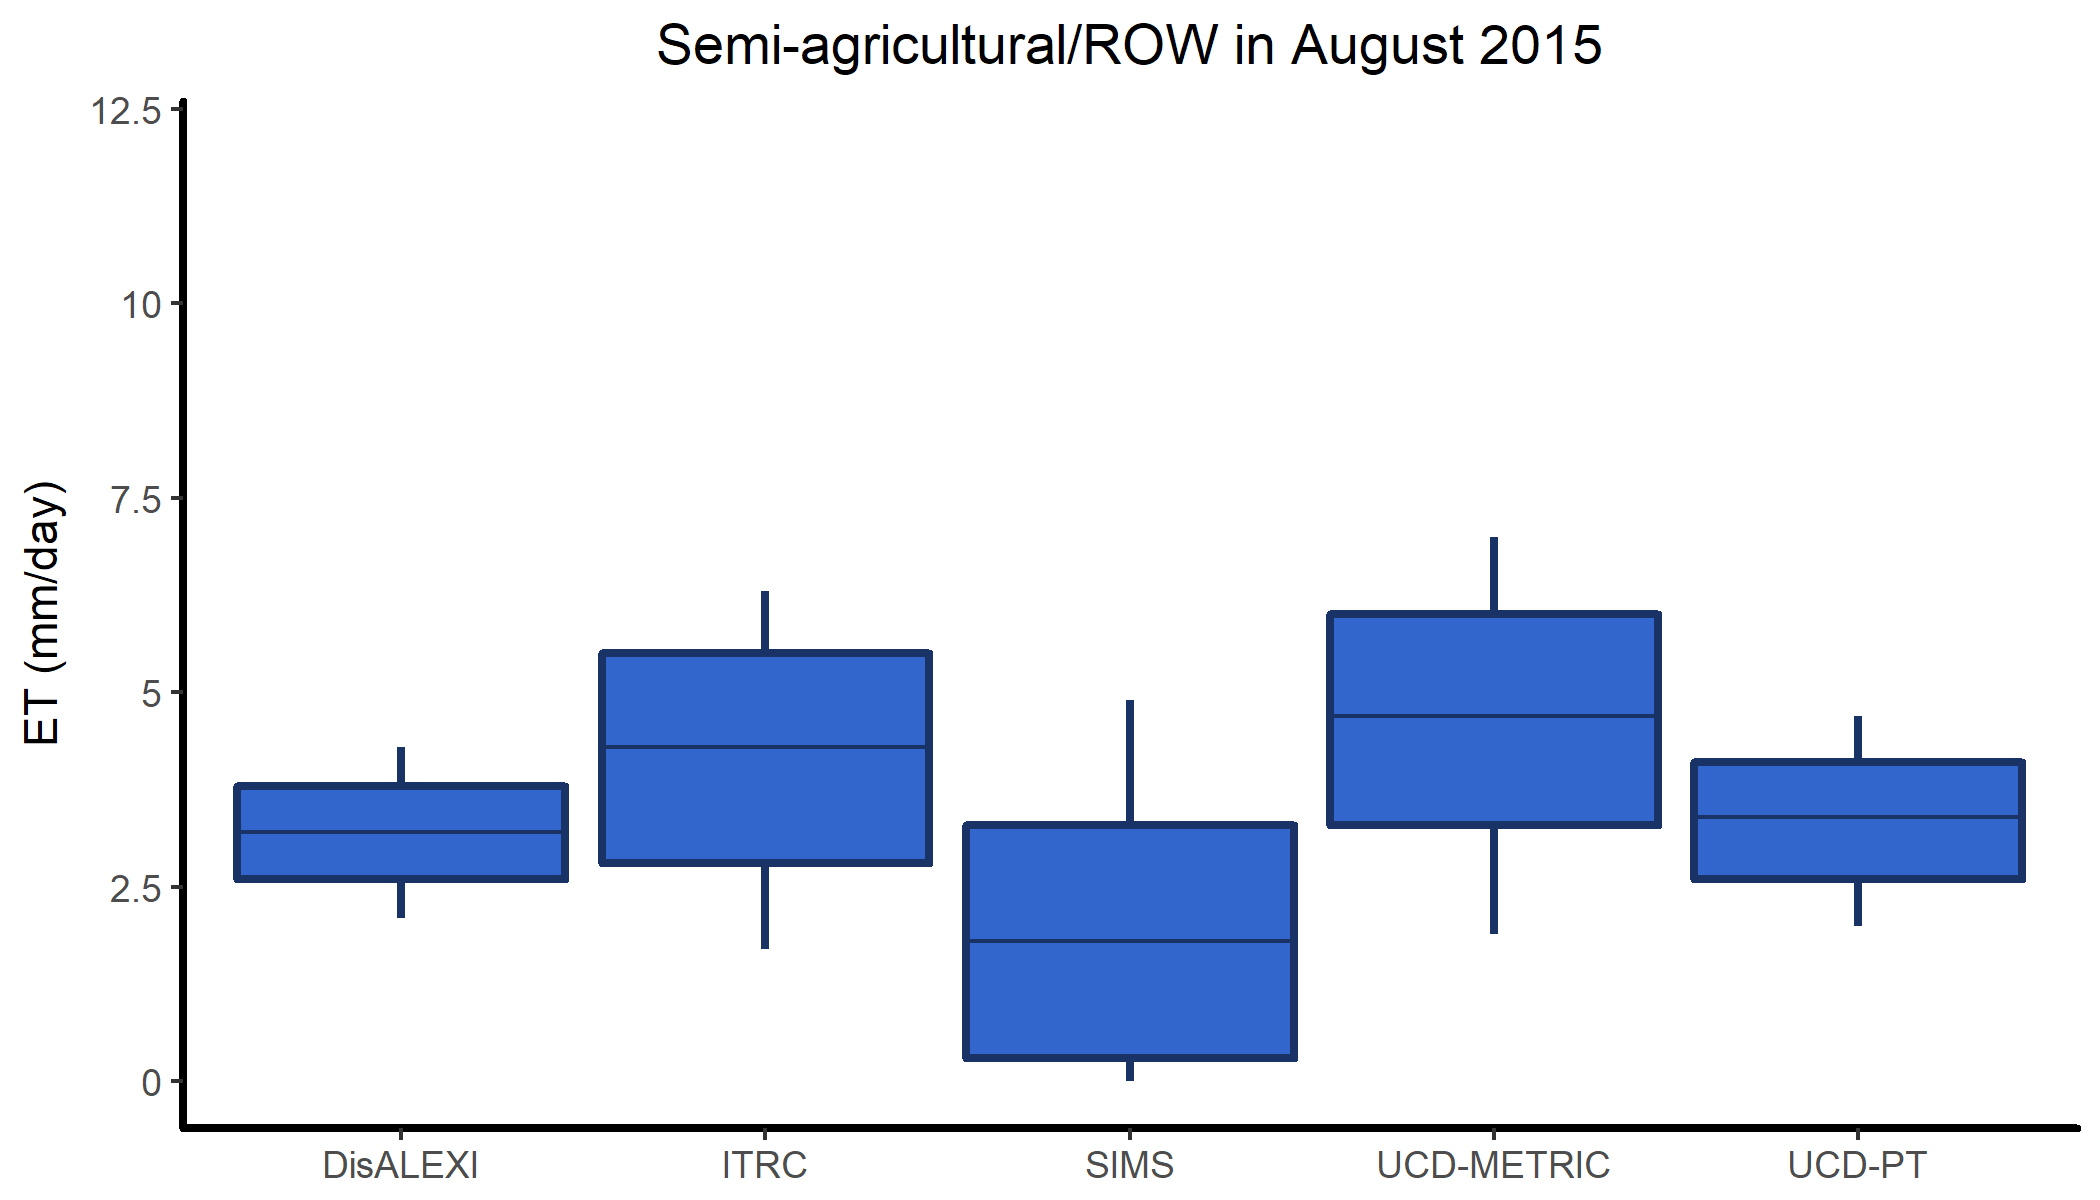 Semi-agricultural/ROW in August 2015
12.5
10
7.5
5
2.5
0
ET (mm/day)
DisALEXI
ITRC
SIMS
UCD-METRIC
UCD-PT